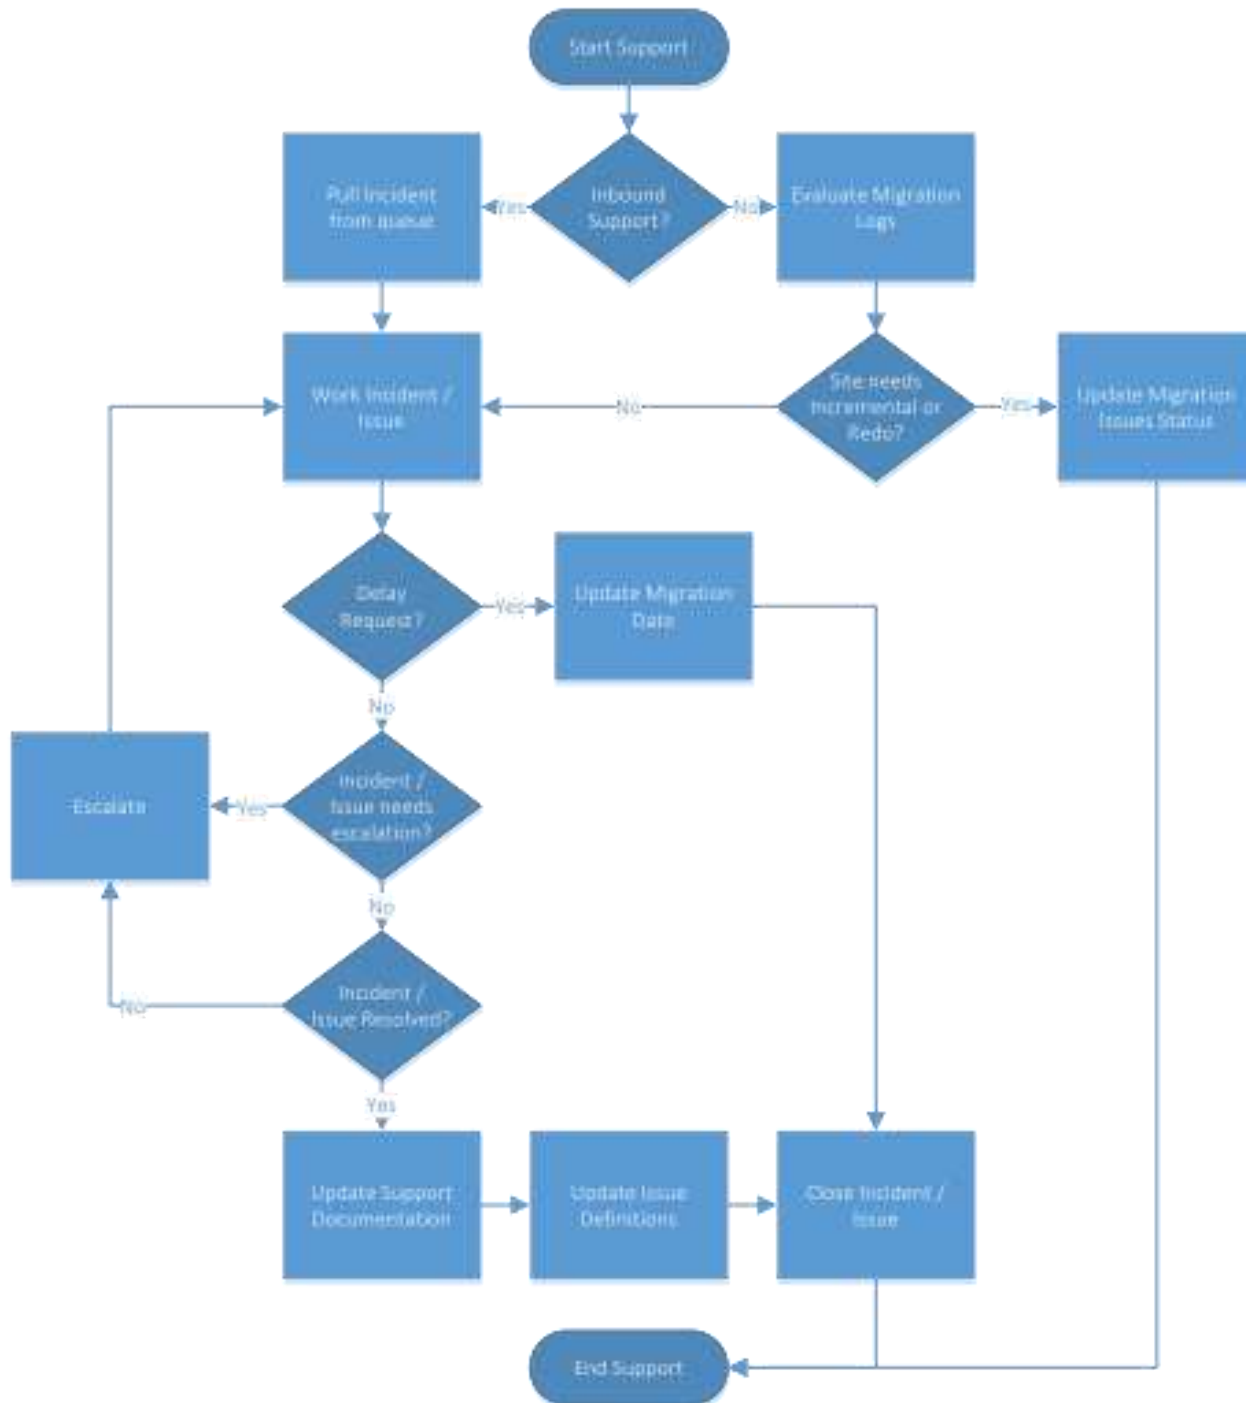 Start Support
Pull Incident
from queue
Yes
Inbound
Support?
No
Evaluate Migration
Logs
Work Incident /
Issue
No
Site needs
Incremental or
Redo?
Yes
Update Migration
Issues Status
Delay
Request?
Yes
Update Migration
Date
No
Escalate
Yes
Incident /
Issue needs
escalation?
No
No
Incident /
Issue Resolved?
Yes
Update Support
Documentation
Update Issue
Definitions
Close Incident /
Issue
End Support